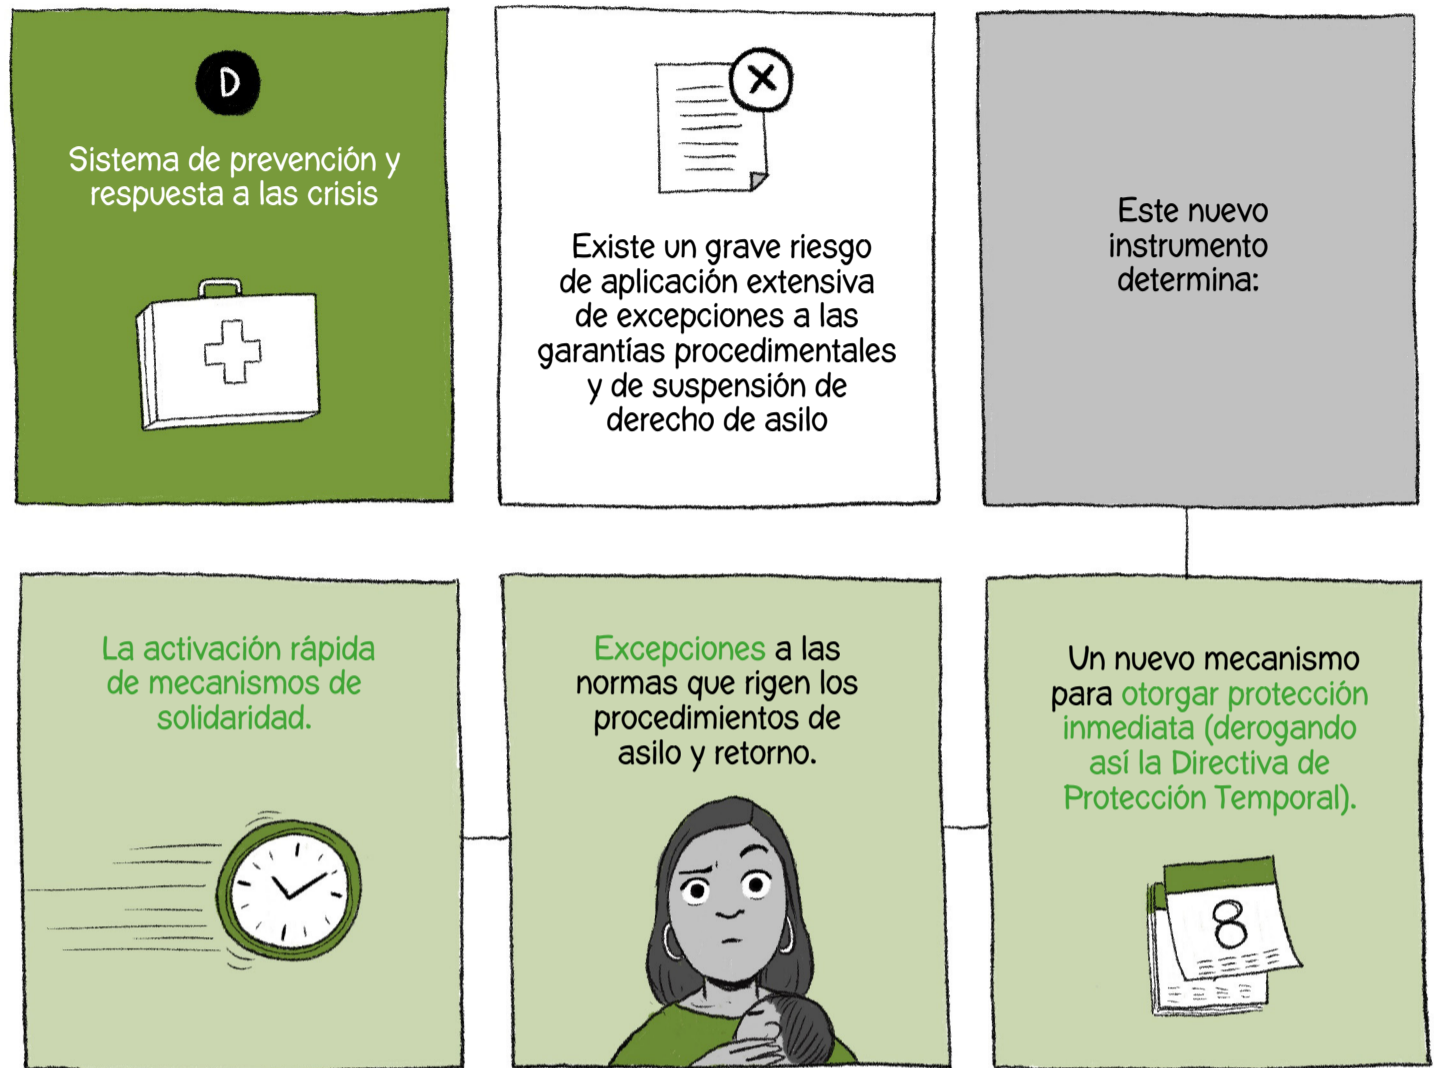 D
Sistema de prevención y
respuesta a las crisis
Existe un grave riesgo
de aplicación extensiva
de excepciones a las
garantías procedimentales
y de suspensión de
derecho de asilo
Este nuevo
instrumento
determina:
La activación rápida
de mecanismos de
solidaridad.
Excepciones a las
normas que rigen los
procedimientos de
asilo y retorno.
Un nuevo mecanismo
para otorgar protección
inmediata (derogando
así la Directiva de
Protección Temporal).
8